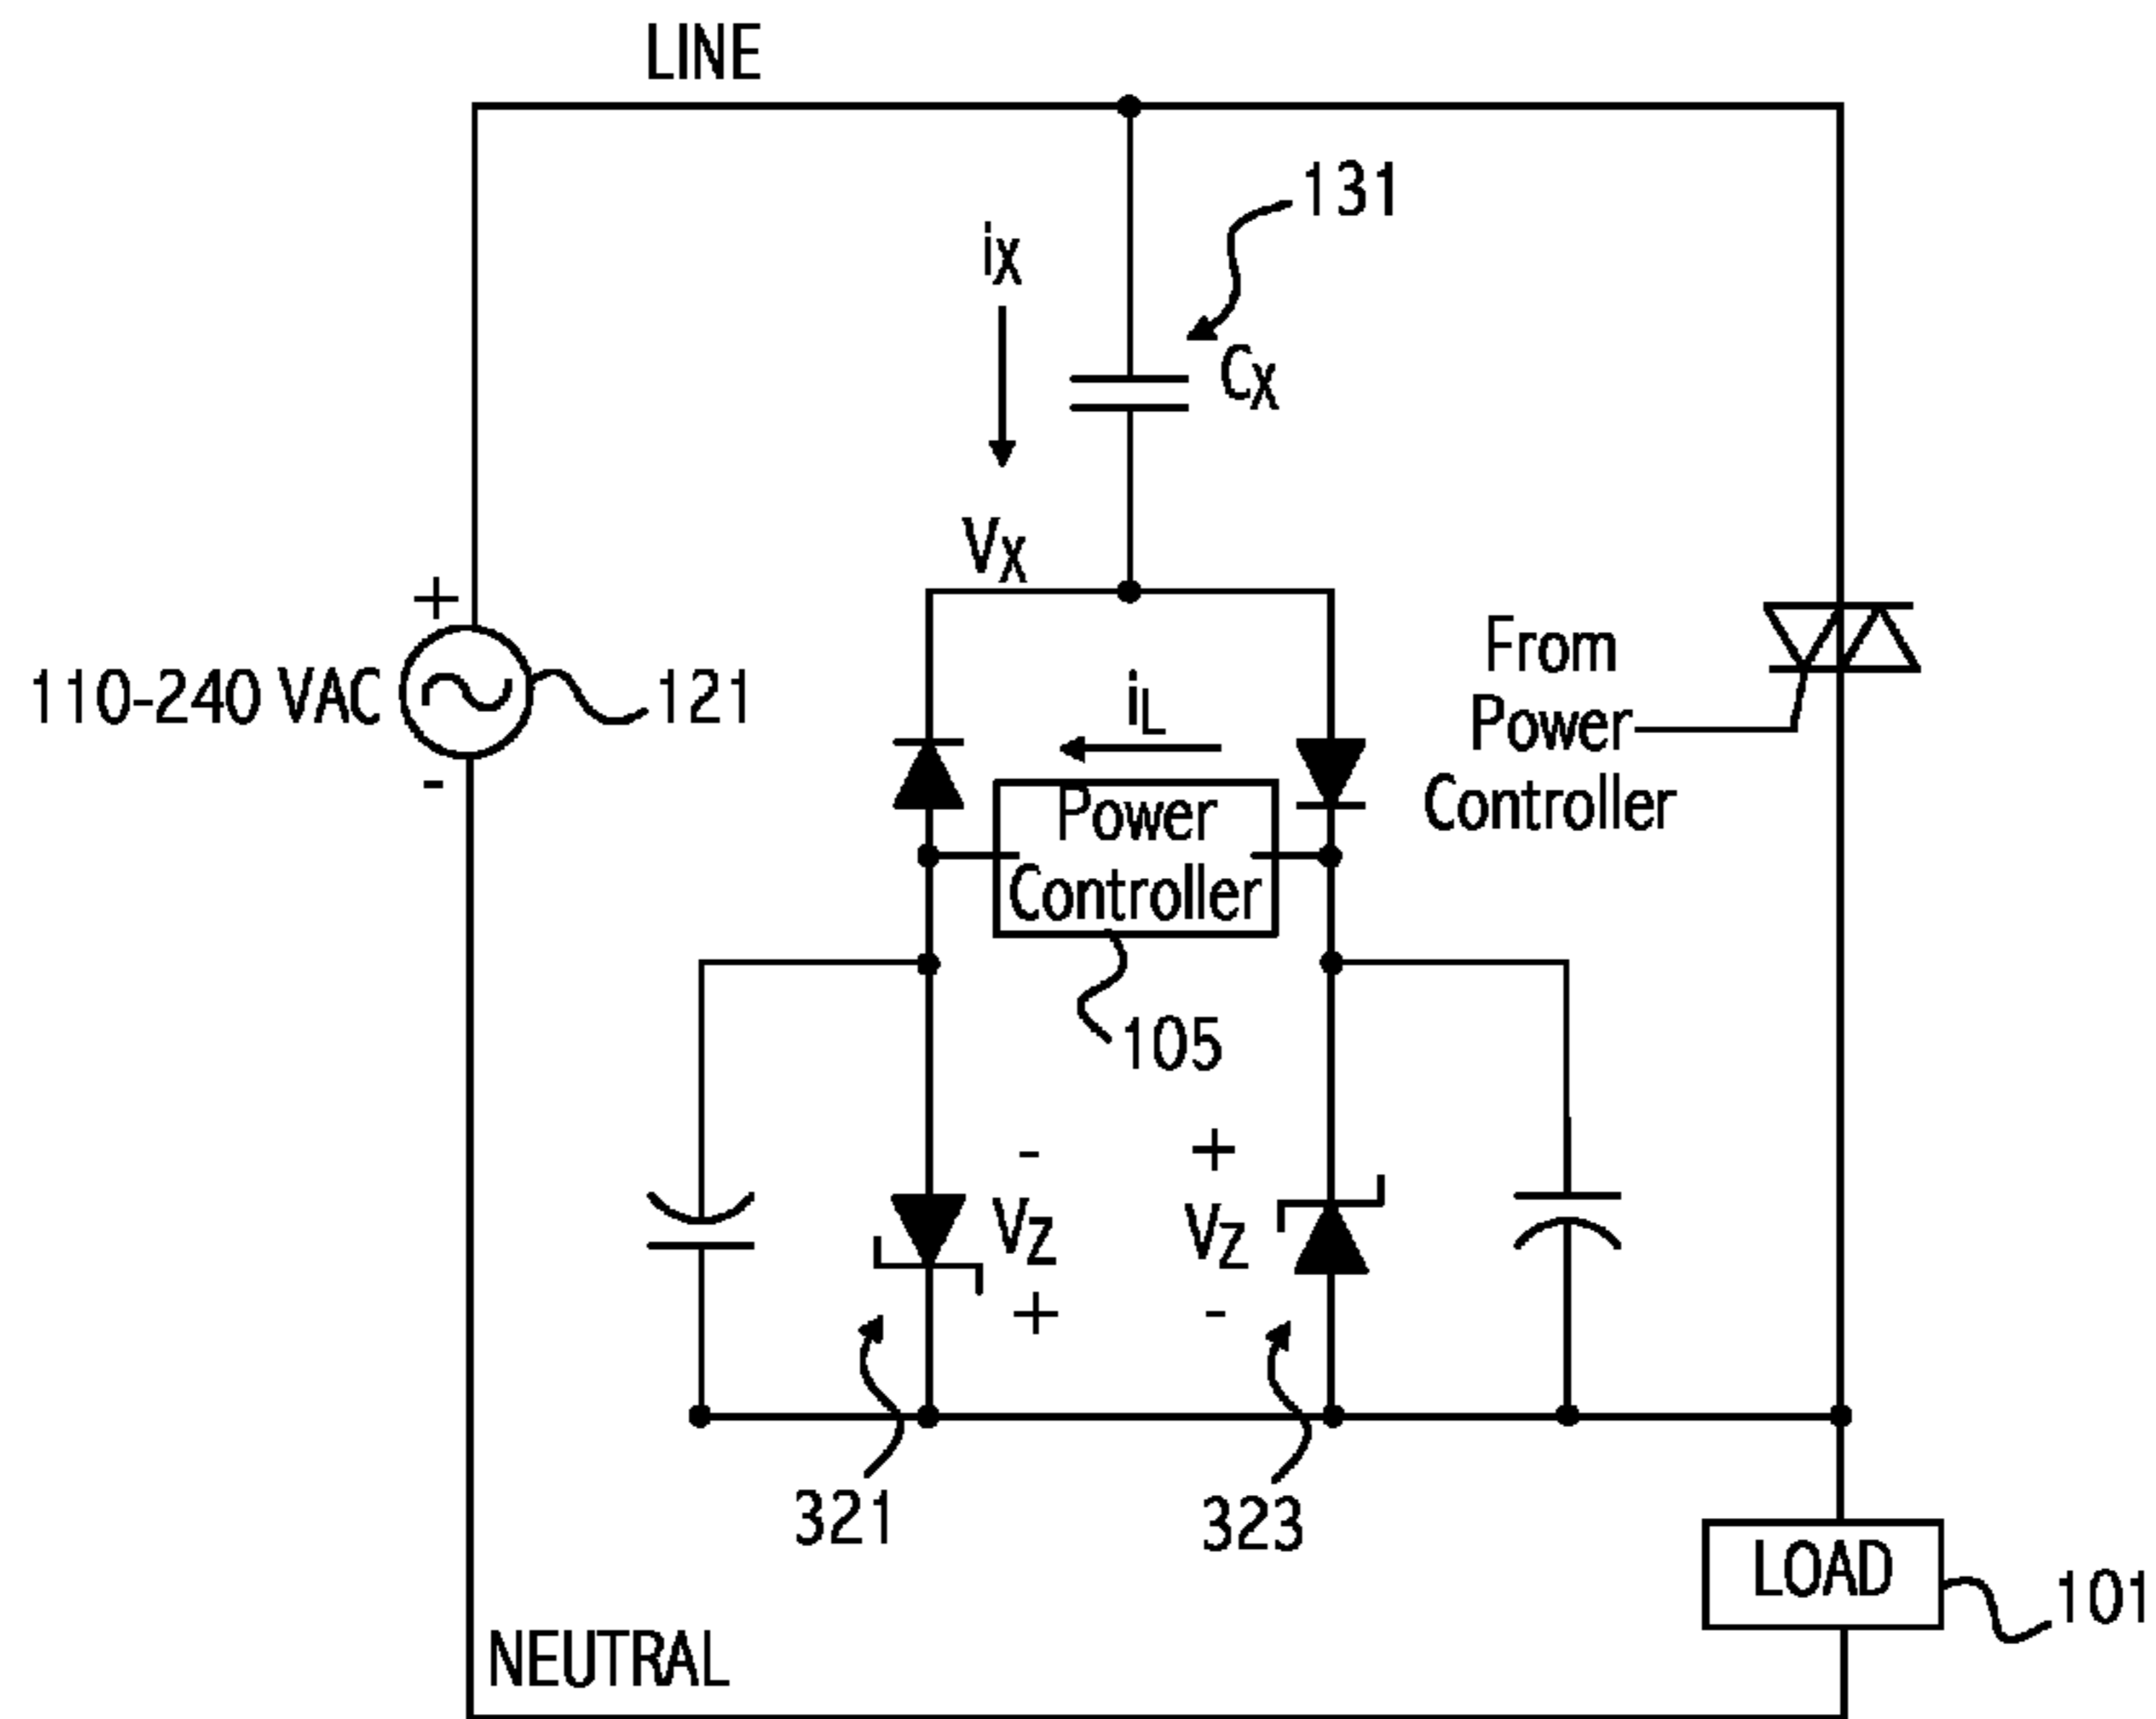 LINE
131
iX
CX
VX
+
110-240 VAC
121
-
iL
From
Power
Controller
Power
Controller
105
-
VZ
+
+
VZ
-
321
323
LOAD
101
NEUTRAL